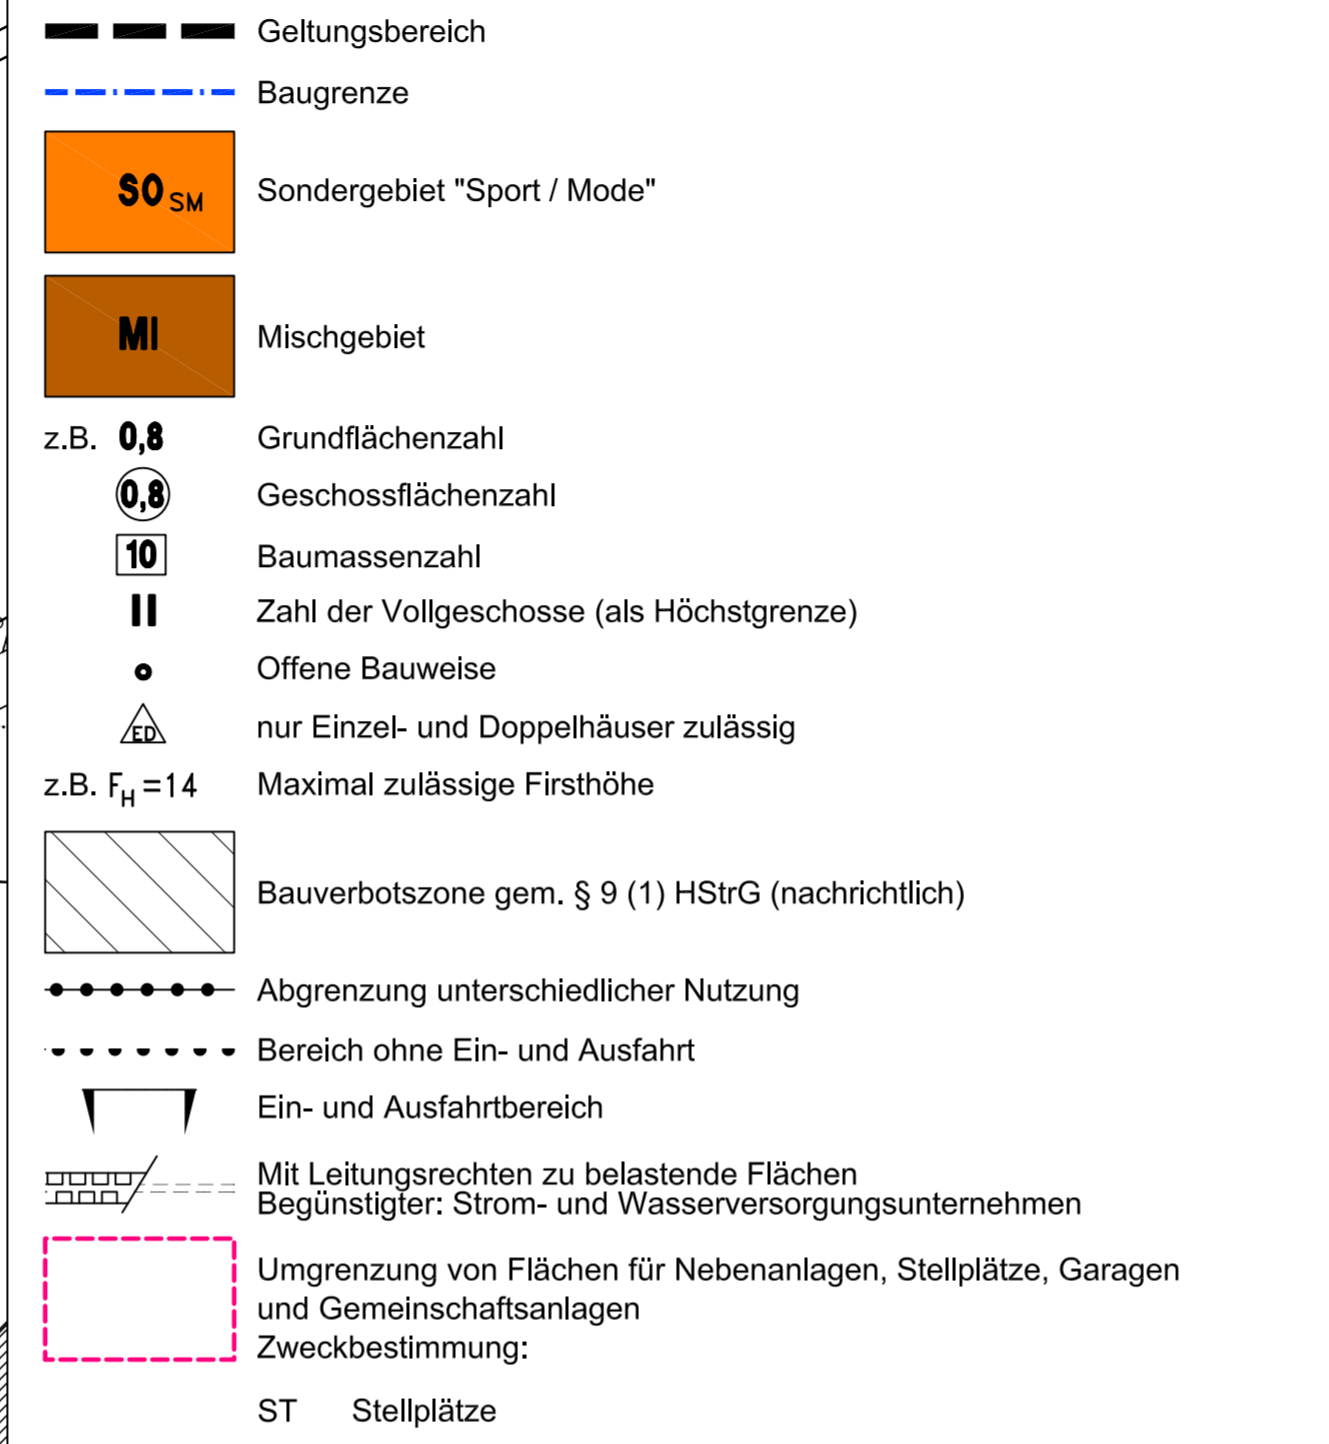 Geltungsbereich
Baugrenze
SO SM Sondergebiet "Sport / Mode"
MI Mischgebiet
z.B. 0,8 Grundflächenzahl
0,8 Geschossflächenzahl
10 Baumassenzahl
II Zahl der Vollgeschosse (als Höchstgrenze)
o Offene Bauweise
ED nur Einzel- und Doppelhäuser zulässig
z.B. FH =14 Maximal zulässige Firsthöhe
Bauverbotszone gem. § 9 (1) HStrG (nachrichtlich)
Abgrenzung unterschiedlicher Nutzung
Bereich ohne Ein- und Ausfahrt
Ein- und Ausfahrtbereich
Mit Leitungsrechten zu belastende Flächen
Begünstigter: Strom- und Wasserversorgungsunternehmen
Umgrenzung von Flächen für Nebenanlagen, Stellplätze, Garagen
und Gemeinschaftsanlagen
Zweckbestimmung:
ST Stellplätze